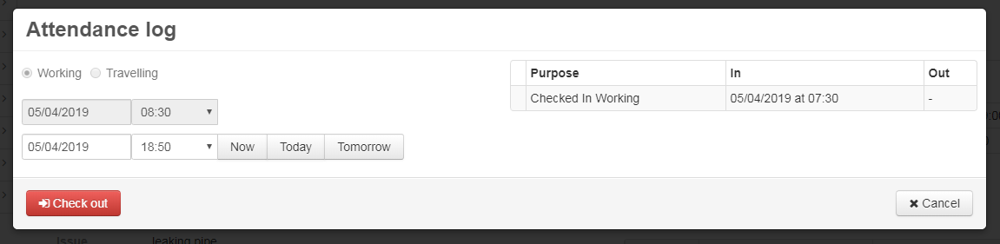 Attendance log
Working Travelling
05/04/2019 08:30
05/04/2019 18:50 Now Today Tomorrow
Purpose In Out
Checked In Working 05/04/2019 at 07:30 -
Check out
Cancel
Issue leaking pipe